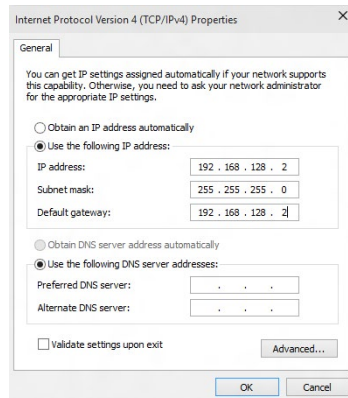 Internet Protocol Version 4 (TCP/IPv4) Properties
General
You can get IP settings assigned automatically if your network supports
this capability. Otherwise, you need to ask your network administrator
for the appropriate IP settings.
Obtain an IP address automatically
Use the following IP address:
IP address: 192 . 168 . 128 . 2
Subnet mask: 255 . 255 . 255 . 0
Default gateway: 192 . 168 . 128 . 2
Obtain DNS server address automatically
Use the following DNS server addresses:
Preferred DNS server: . . .
Alternate DNS server: . . .
Validate settings upon exit
Advanced...
OK Cancel